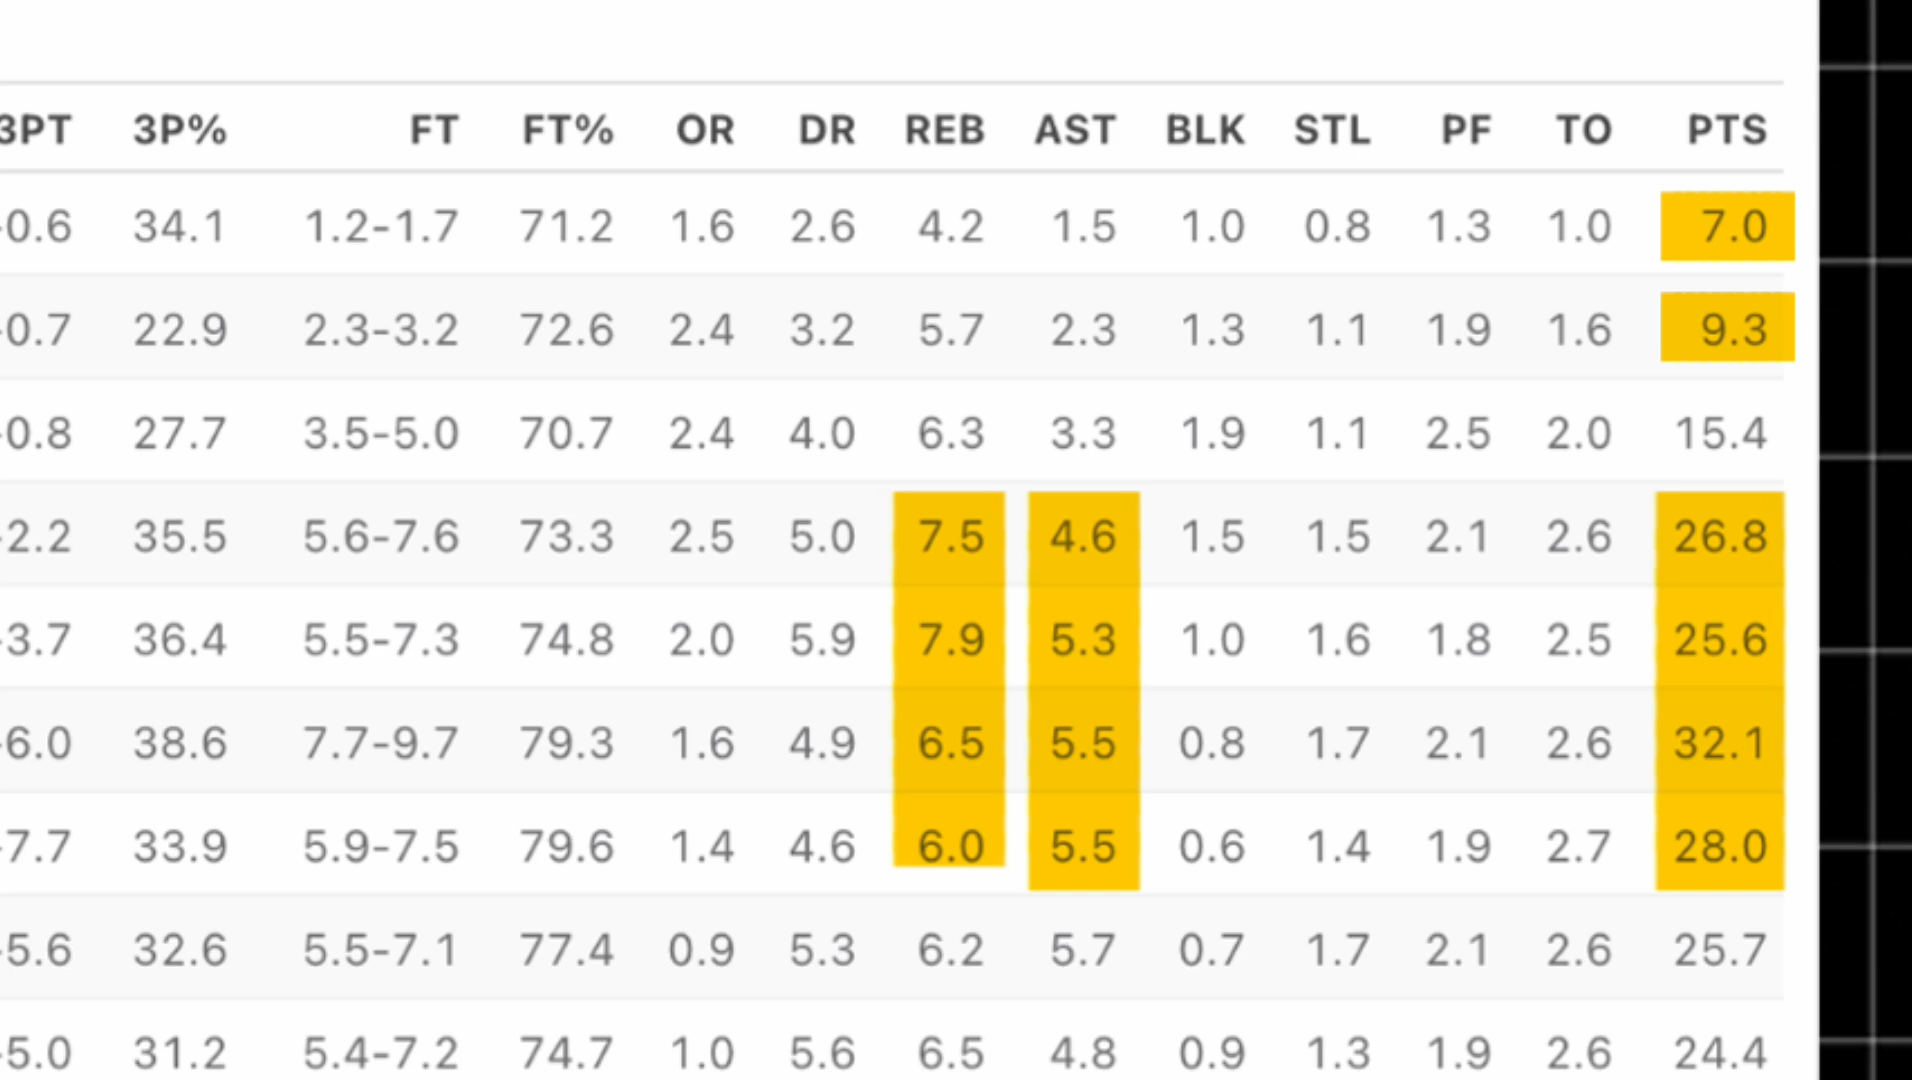 3PT 3P% FT FT% OR DR REB AST BLK STL PF TO PTS
-0.6 34.1 1.2-1.7 71.2 1.6 2.6 4.2 1.5 1.0 0.8 1.3 1.0 7.0
-0.7 22.9 2.3-3.2 72.6 2.4 3.2 5.7 2.3 1.3 1.1 1.9 1.6 9.3
-0.8 27.7 3.5-5.0 70.7 2.4 4.0 6.3 3.3 1.9 1.1 2.5 2.0 15.4
-2.2 35.5 5.6-7.6 73.3 2.5 5.0 7.5 4.6 1.5 1.5 2.1 2.6 26.8
-3.7 36.4 5.5-7.3 74.8 2.0 5.9 7.9 5.3 1.0 1.6 1.8 2.5 25.6
-6.0 38.6 7.7-9.7 79.3 1.6 4.9 6.5 5.5 0.8 1.7 2.1 2.6 32.1
-7.7 33.9 5.9-7.5 79.6 1.4 4.6 6.0 5.5 0.6 1.4 1.9 2.7 28.0
-5.6 32.6 5.5-7.1 77.4 0.9 5.3 6.2 5.7 0.7 1.7 2.1 2.6 25.7
-5.0 31.2 5.4-7.2 74.7 1.0 5.6 6.5 4.8 0.9 1.3 1.9 2.6 24.4